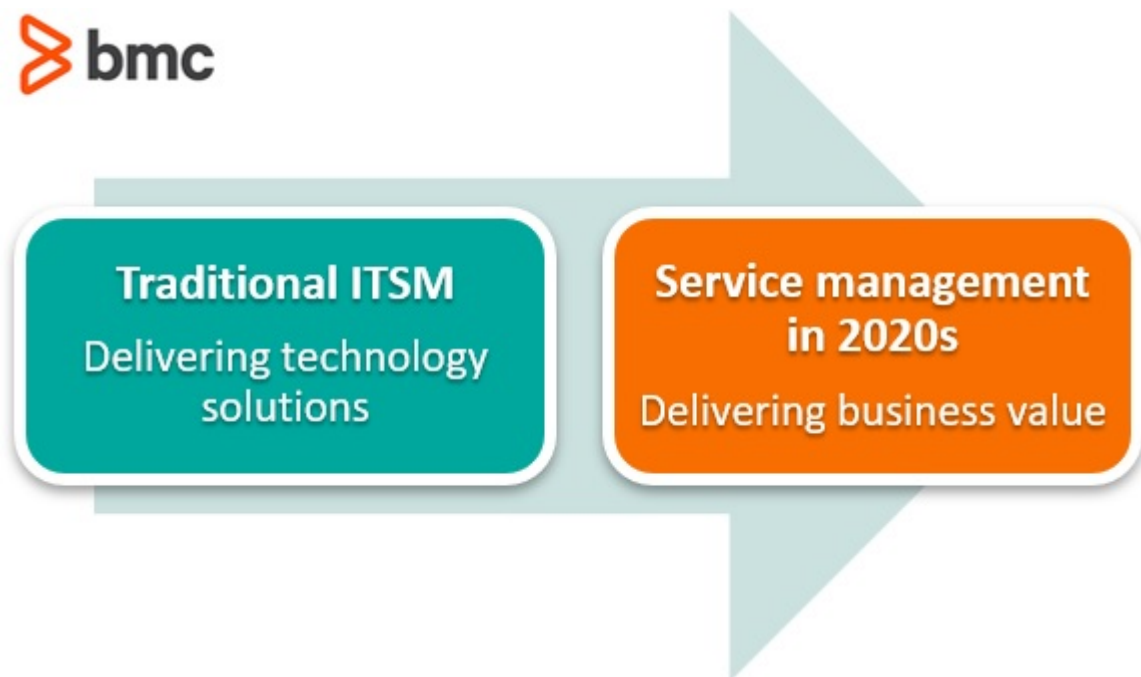 bmc
Traditional ITSM
Delivering technology
solutions
Service management
in 2020s
Delivering business value